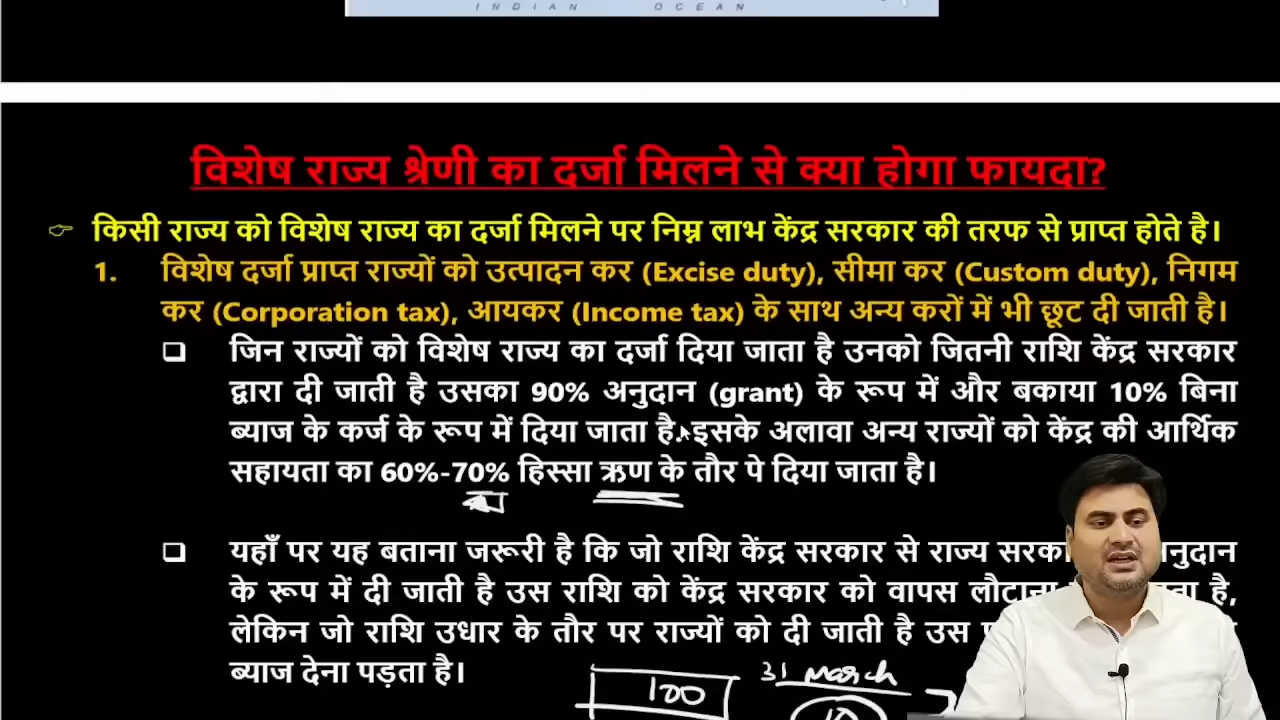 INDIAN OCEAN
विशेष राज्य श्रेणी का दर्जा मिलने से क्या होगा फायदा?
☞ किसी राज्य को विशेष राज्य का दर्जा मिलने पर निम्न लाभ केंद्र सरकार की तरफ से प्राप्त होते है।
1. विशेष दर्जा प्राप्त राज्यों को उत्पादन कर (Excise duty), सीमा कर (Custom duty), निगम
कर (Corporation tax), आयकर (Income tax) के साथ अन्य करों में भी छूट दी जाती है।
❑ जिन राज्यों को विशेष राज्य का दर्जा दिया जाता है उनको जितनी राशि केंद्र सरकार
द्वारा दी जाती है उसका 90% अनुदान (grant) के रूप में और बकाया 10% बिना
ब्याज के कर्ज के रूप में दिया जाता है. इसके अलावा अन्य राज्यों को केंद्र की आर्थिक
सहायता का 60%-70% हिस्सा ऋण के तौर पे दिया जाता है।
❑ यहाँ पर यह बताना जरूरी है कि जो राशि केंद्र सरकार से राज्य
के रूप में दी जाती है उस राशि को केंद्र सरकार को वापस लौटाना है,
लेकिन जो राशि उधार के तौर पर राज्यों को दी जाती है उस
ब्याज देना पड़ता है।
100 31 March
10